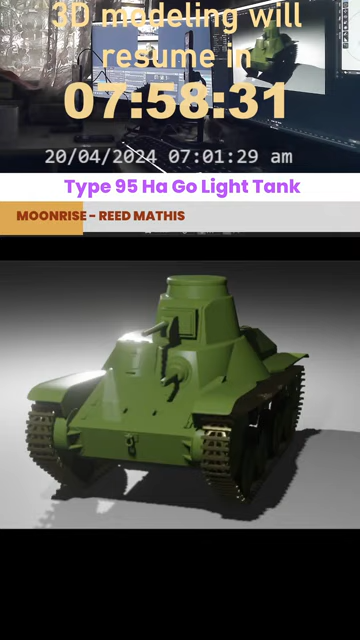 3D modeling will
resume in
07:58:31
20/04/2024 07:01:29 am
Type 95 Ha Go Light Tank
MOONRISE - REED MATHIS